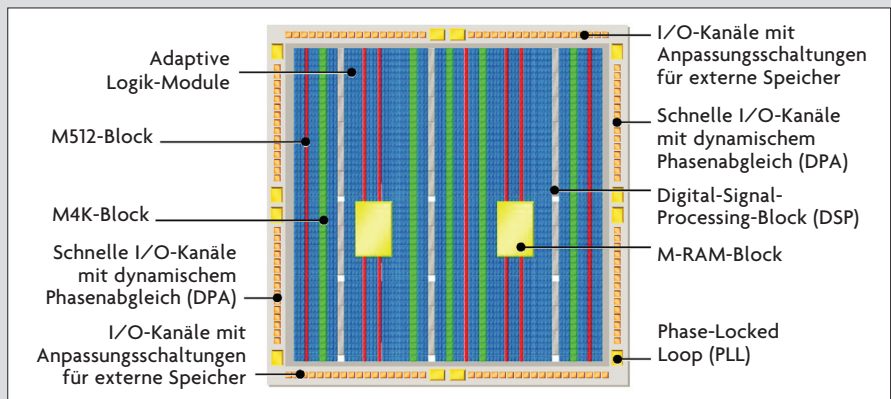 Adaptive
Logik-Module
M512-Block
M4K-Block
Schnelle I/O-Kanäle
mit dynamischem
Phasenabgleich (DPA)
I/O-Kanäle mit
Anpassungsschaltungen
für externe Speicher
I/O-Kanäle mit
Anpassungsschaltungen
für externe Speicher
Schnelle I/O-Kanäle
mit dynamischem
Phasenabgleich (DPA)
Digital-Signal-
Processing-Block (DSP)
M-RAM-Block
Phase-Locked
Loop (PLL)